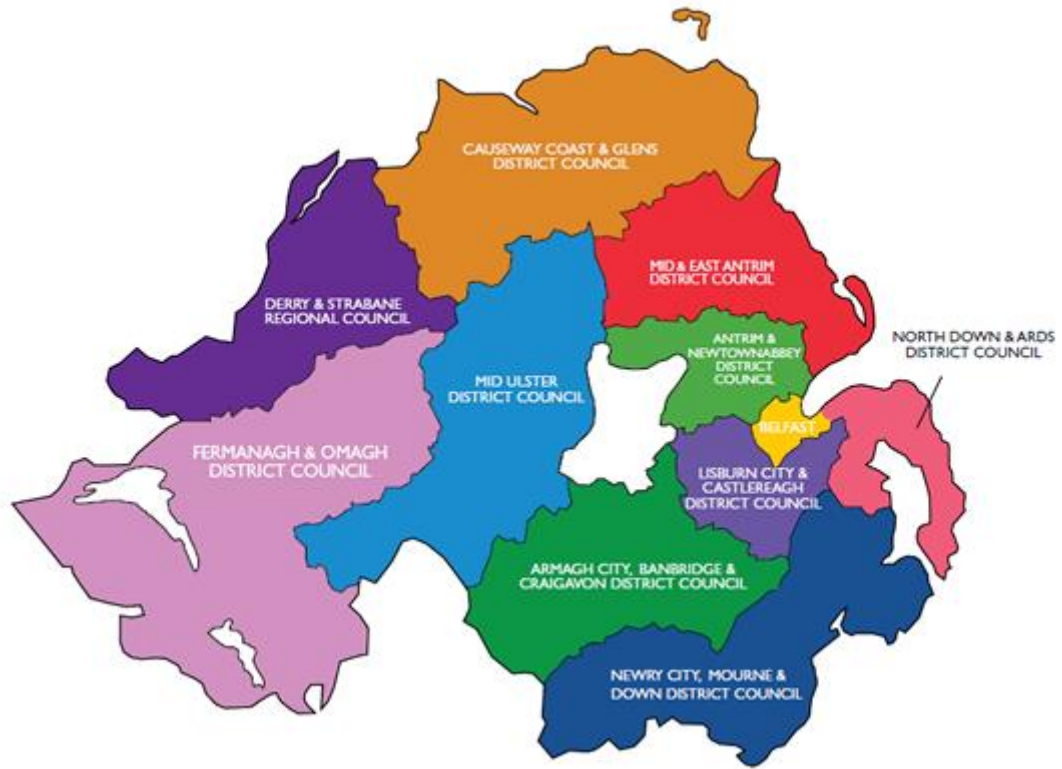 CAUSEWAY COAST & GLENS
DISTRICT COUNCIL
MID & EAST ANTRIM
DISTRICT COUNCIL
DERRY & STRABANE
REGIONAL COUNCIL
ANTRIM &
NEWTOWNABBEY
DISTRICT
COUNCIL
NORTH DOWN & ARDS
DISTRICT COUNCIL
MID ULSTER
DISTRICT COUNCIL
BELFAST
FERMANAGH & OMAGH
DISTRICT COUNCIL
LISBURN CITY &
CASTLEREAGH
DISTRICT COUNCIL
ARMAGH CITY, BANBRIDGE &
CRAIGAVON DISTRICT COUNCIL
NEWRY CITY, MOURNE &
DOWN DISTRICT COUNCIL